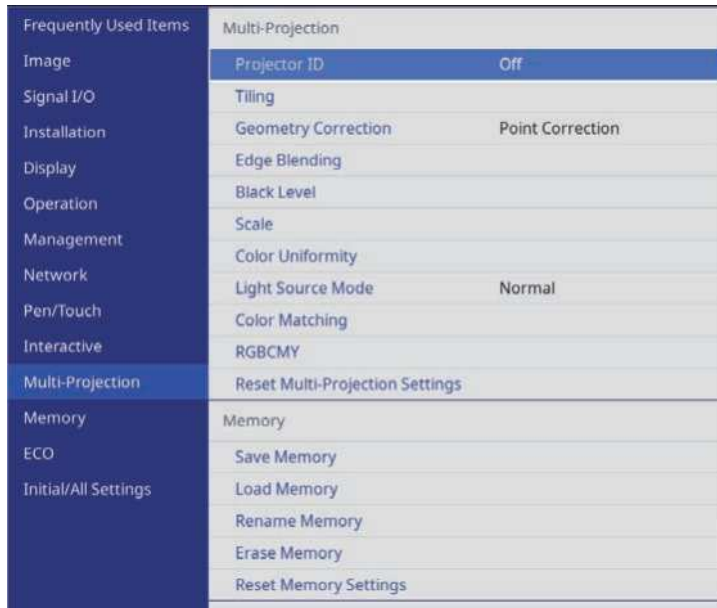 Frequently Used Items
Image
Signal I/O
Installation
Display
Operation
Management
Network
Pen/Touch
Interactive
Multi-Projection
Memory
ECO
Initial/All Settings
Multi-Projection
Projector ID Off
Tiling
Geometry Correction Point Correction
Edge Blending
Black Level
Scale
Color Uniformity
Light Source Mode Normal
Color Matching
RGBCMY
Reset Multi-Projection Settings
Memory
Save Memory
Load Memory
Rename Memory
Erase Memory
Reset Memory Settings